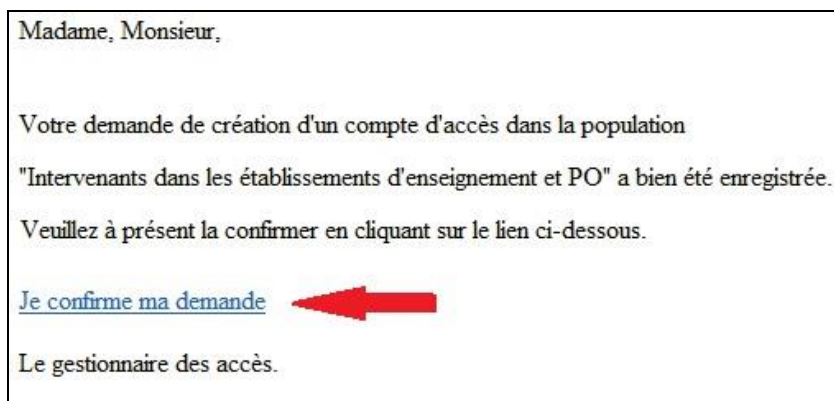 Madame, Monsieur,
Votre demande de création d'un compte d'accès dans la population
"Intervenants dans les établissements d'enseignement et PO" a bien été enregistrée.
Veuillez à présent la confirmer en cliquant sur le lien ci-dessous.
Je confirme ma demande
Le gestionnaire des accès.